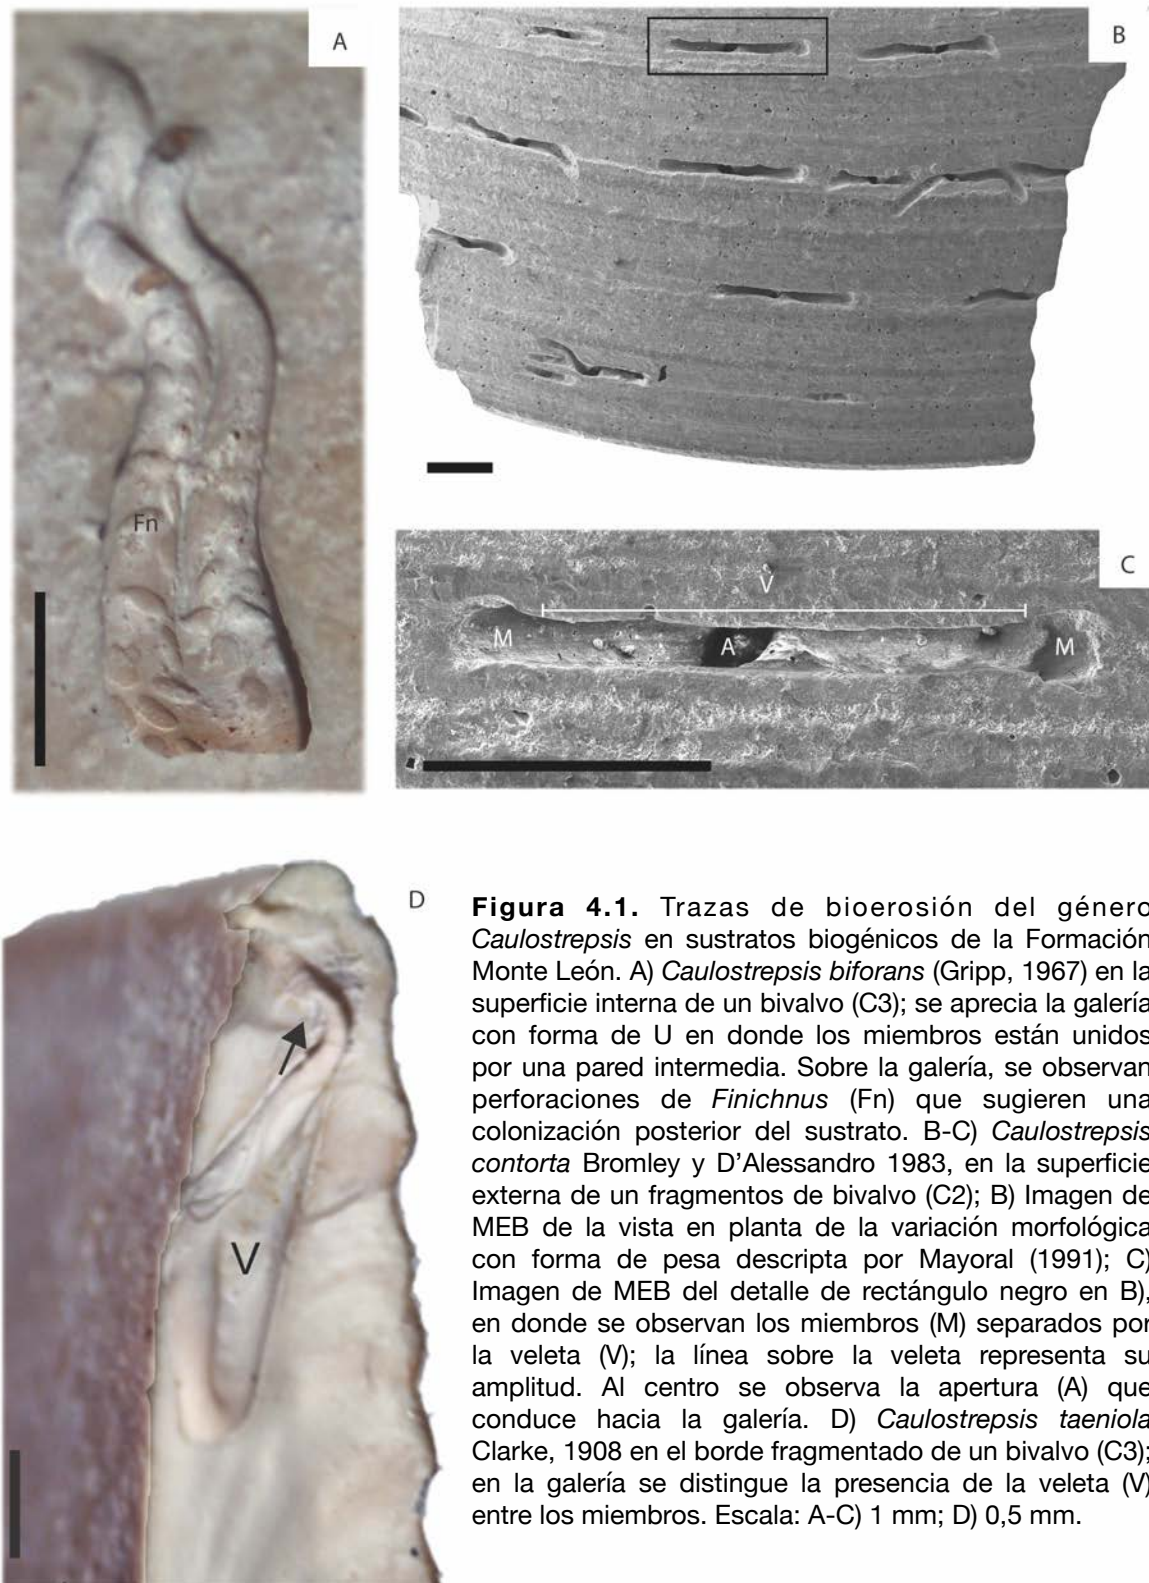 A
B
Fn
C
V
M
A
M
D
V
Figura 4.1. Trazas de bioerosión del género
Caulostrepsis en sustratos biogénicos de la Formación
Monte León. A) Caulostrepsis biforans (Gripp, 1967) en la
superficie interna de un bivalvo (C3); se aprecia la galería
con forma de U en donde los miembros están unidos
por una pared intermedia. Sobre la galería, se observan
perforaciones de Finichnus (Fn) que sugieren una
colonización posterior del sustrato. B-C) Caulostrepsis
contorta Bromley y D’Alessandro 1983, en la superficie
externa de un fragmentos de bivalvo (C2); B) Imagen de
MEB de la vista en planta de la variación morfológica
con forma de pesa descripta por Mayoral (1991); C)
Imagen de MEB del detalle de rectángulo negro en B),
en donde se observan los miembros (M) separados por
la veleta (V); la línea sobre la veleta representa su
amplitud. Al centro se observa la apertura (A) que
conduce hacia la galería. D) Caulostrepsis taeniola
Clarke, 1908 en el borde fragmentado de un bivalvo (C3);
en la galería se distingue la presencia de la veleta (V)
entre los miembros. Escala: A-C) 1 mm; D) 0,5 mm.